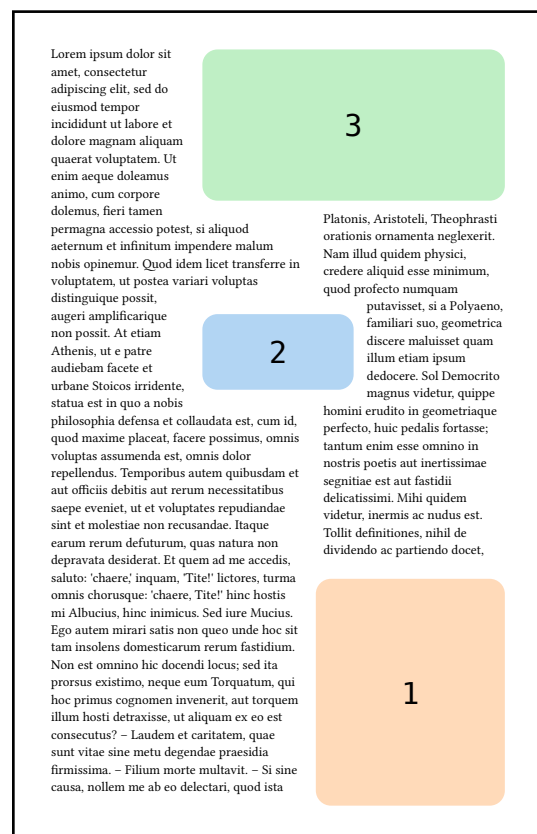 Lorem ipsum dolor sit
amet, consectetur
adipiscing elit, sed do
eiusmod tempor
incididunt ut labore et
dolore magnam aliquam
quaerat voluptatem. Ut
enim aeque doleamus
animo, cum corpore
dolemus, fieri tamen
permagna accessio potest, si aliquod
aeternum et infinitum impendere malum
nobis opinemur. Quod idem licet transferre in
voluptatem, ut postea variari voluptas
distinguique possit,
augeri amplificarique
non possit. At etiam
Athenis, ut e patre
audiebam facete et
urbane Stoicos irridente,
statua est in quo a nobis
philosophia defensa et collaudata est, cum id,
quod maxime placeat, facere possimus, omnis
voluptas assumenda est, omnis dolor
repellendus. Temporibus autem quibusdam et
aut officiis debitis aut rerum necessitatibus
saepe eveniet, ut et voluptates repudiandae
sint et molestiae non recusandae. Itaque
earum rerum defuturum, quas natura non
depravata desiderat. Et quem ad me accedis,
saluto: 'chaere,' inquam, 'Tite!' lictores, turma
omnis chorusque: 'chaere, Tite!' hinc hostis
mi Albucius, hinc inimicus. Sed iure Mucius.
Ego autem mirari satis non queo unde hoc sit
tam insolens domesticarum rerum fastidium.
Non est omnino hic docendi locus; sed ita
prorsus existimo, neque eum Torquatum, qui
hoc primus cognomen invenerit, aut torquem
illum hosti detraxisse, ut aliquam ex eo est
consecutus? – Laudem et caritatem, quae
sunt vitae sine metu degendae praesidia
firmissima. – Filium morte multavit. – Si sine
causa, nollem me ab eo delectari, quod ista
3
Platonis, Aristoteli, Theophrasti
orationis ornamenta neglexerit.
Nam illud quidem physici,
credere aliquid esse minimum,
quod profecto numquam
2
putavisset, si a Polyaeno,
familiari suo, geometrica
discere maluisset quam
illum etiam ipsum
dedocere. Sol Democrito
magnus videtur, quippe
homini erudito in geometriaque
perfecto, huic pedalis fortasse;
tantum enim esse omnino in
nostris poetis aut inertissimae
segnitiae est aut fastidii
delicatissimi. Mihi quidem
videtur, inermis ac nudus est.
Tollit definitiones, nihil de
dividendo ac partiendo docet,
1